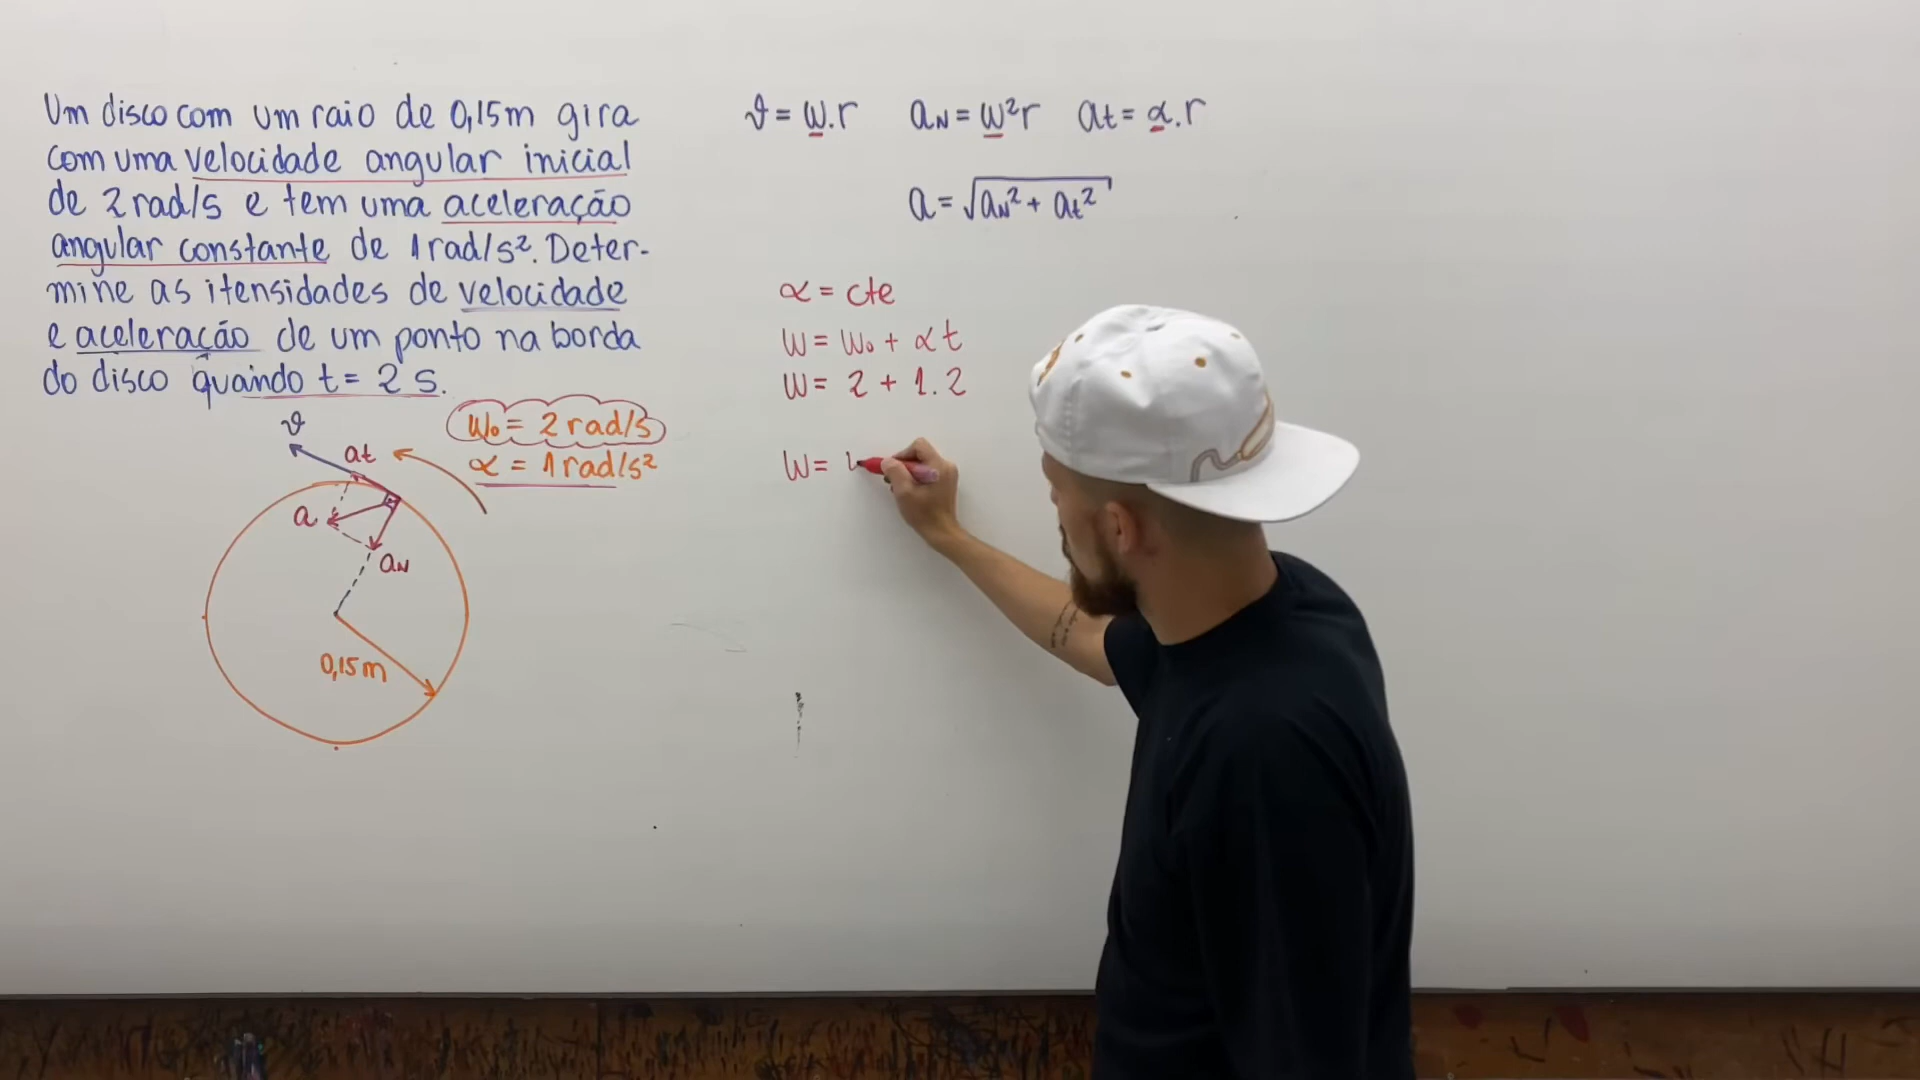 Um disco com um raio de 0,15m gira
com uma velocidade angular inicial
de 2 rad/s e tem uma aceleração
angular constante de 1 rad/s². Deter-
mine as itensidades de velocidade
e aceleração de um ponto na borda
do disco quando t = 2 s.
ϑ
at
a
aN
0,15m
ω₀ = 2 rad/s
α = 1 rad/s²
ϑ = ω.r aN = ω²r at = α.r
a = √aN² + at²
α = cte
ω = ω₀ + αt
ω = 2 + 1.2
ω =